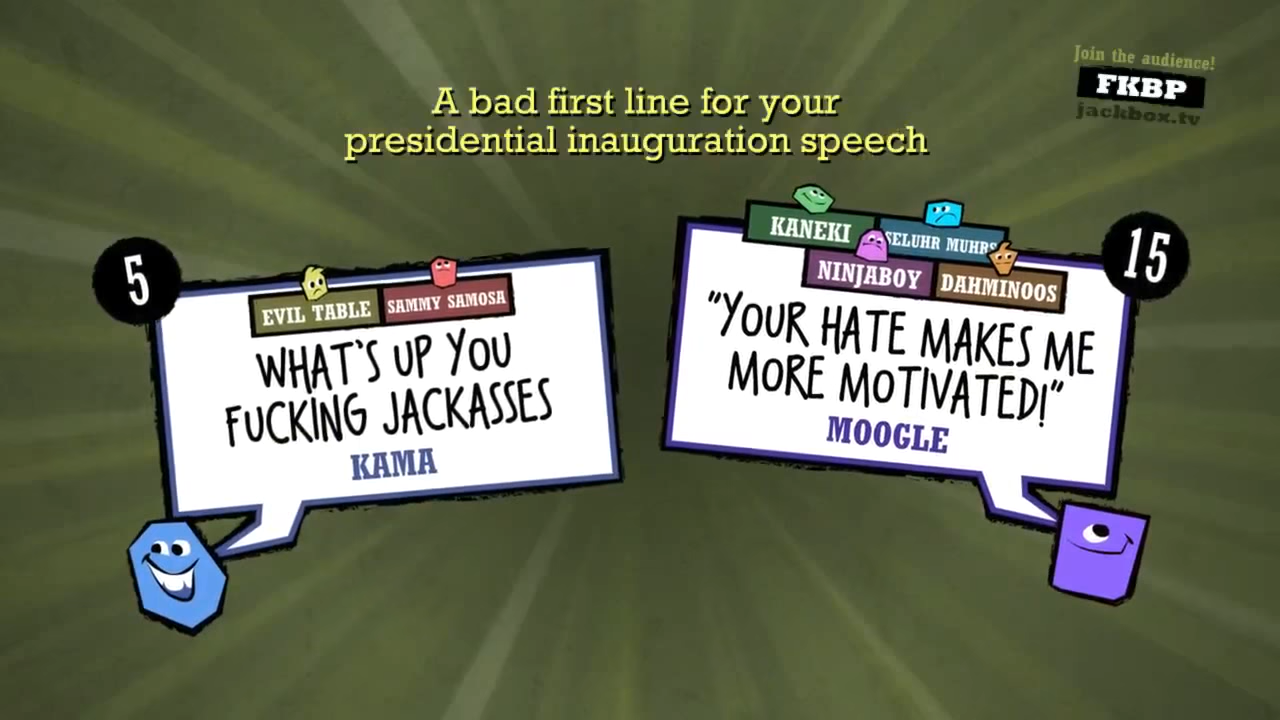 Join the audience!
FKBP
jackbox.tv
A bad first line for your
presidential inauguration speech
5
EVIL TABLE
SAMMY SAMOSA
WHAT'S UP YOU
FUCKING JACKASSES
KAMA
15
KANEKI
SELUHR MUHRS
NINJABOY
DAHMINOOS
"YOUR HATE MAKES ME
MORE MOTIVATED!"
MOOGLE